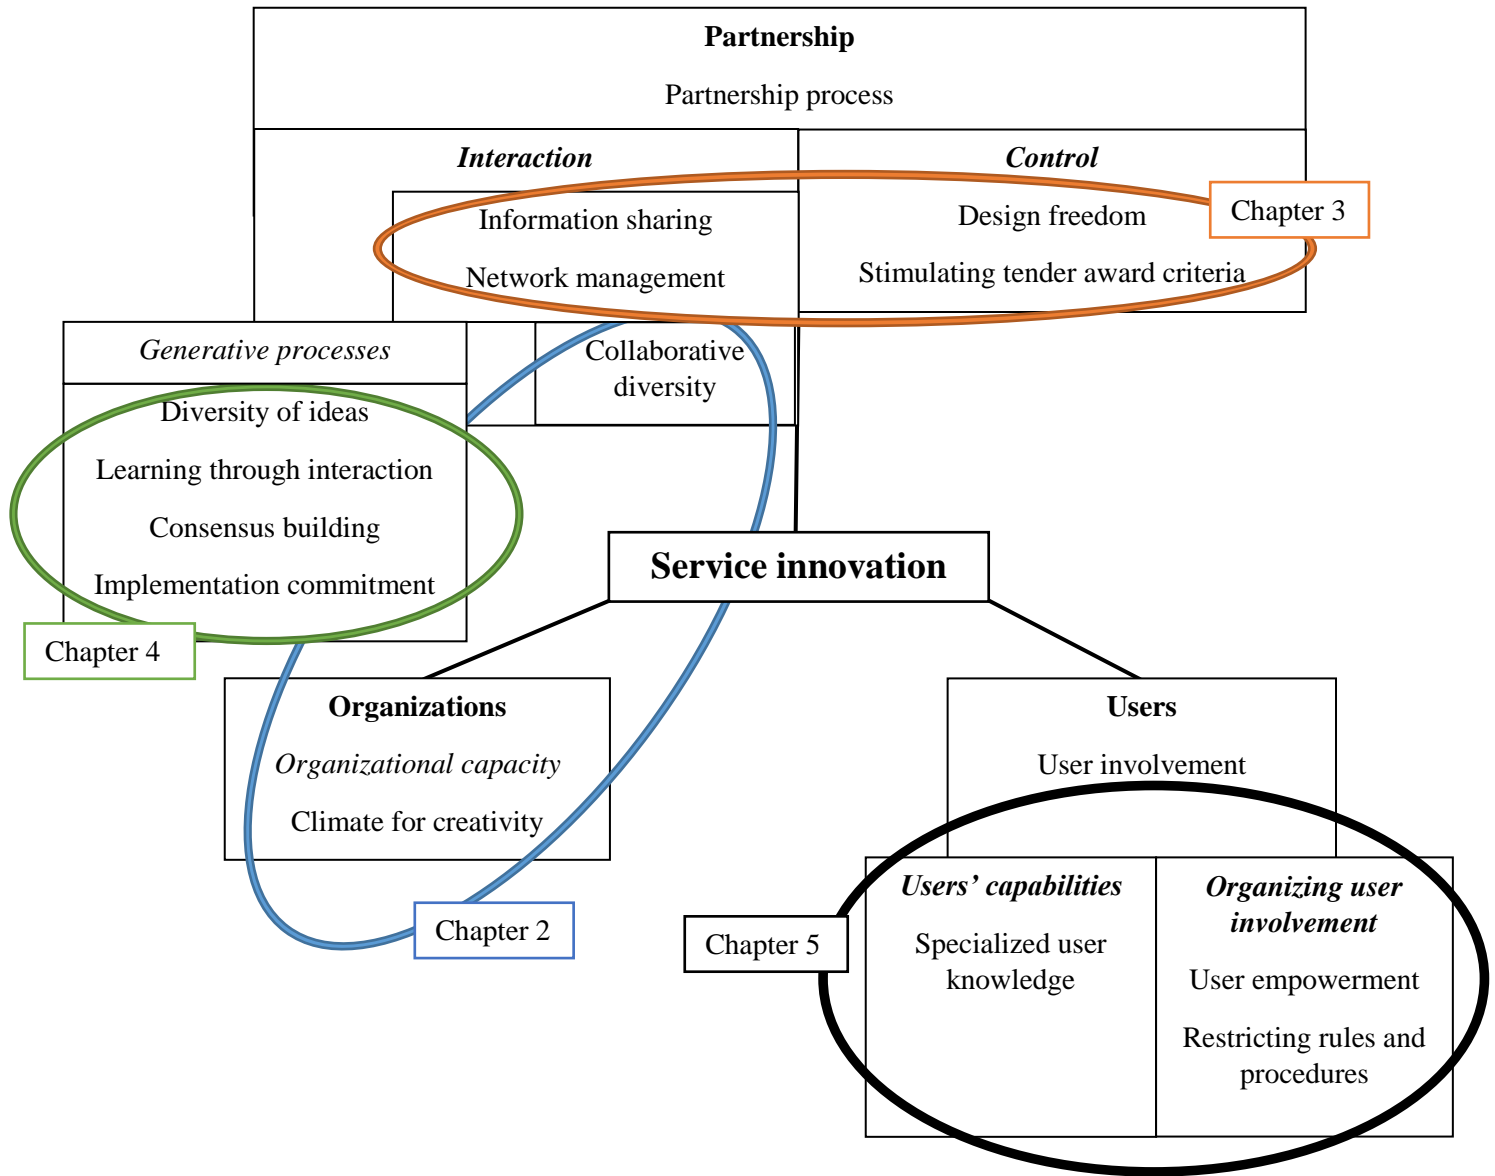 Partnership
Partnership process
Interaction
Control
Information sharing
Network management
Design freedom
Stimulating tender award criteria
Chapter 3
Generative processes
Collaborative
diversity
Diversity of ideas
Learning through interaction
Consensus building
Implementation commitment
Chapter 4
Service innovation
Organizations
Organizational capacity
Climate for creativity
Chapter 2
Users
User involvement
Users’ capabilities
Specialized user
knowledge
Organizing user
involvement
User empowerment
Restricting rules and
procedures
Chapter 5